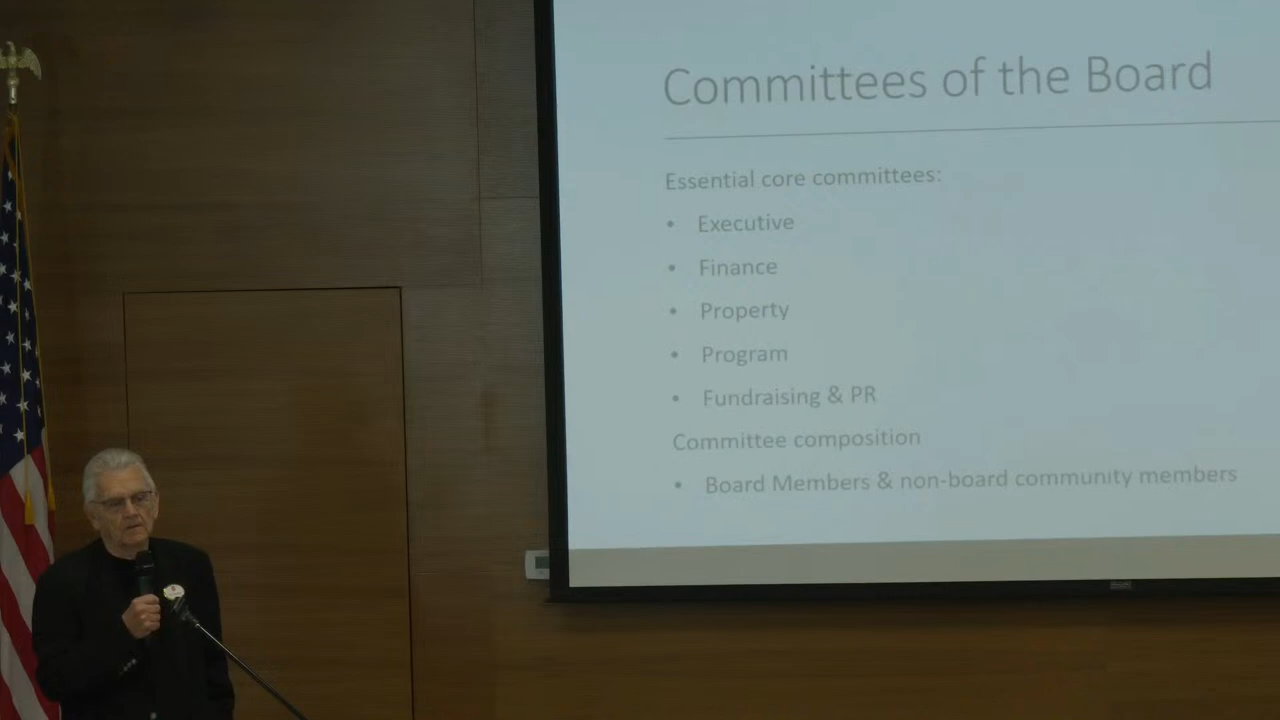 Committees of the Board
Essential core committees:
• Executive
• Finance
• Property
• Program
• Fundraising & PR
Committee composition
• Board Members & non-board community members